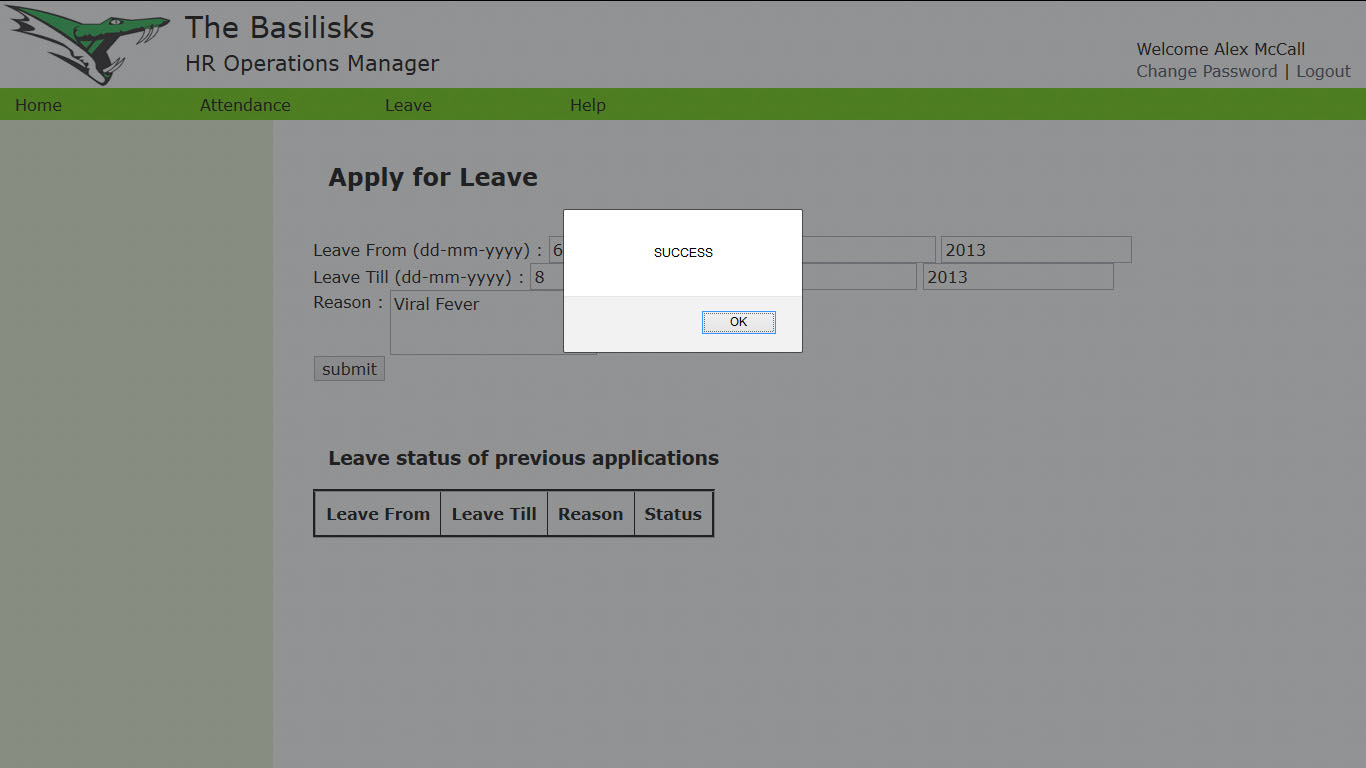 The Basilisks
HR Operations Manager
Welcome Alex McCall
Change Password | Logout
Home Attendance Leave Help
Apply for Leave
SUCCESS
OK
Leave From (dd-mm-yyyy) : 6 2013
Leave Till (dd-mm-yyyy) : 8 2013
Reason : Viral Fever
submit
Leave status of previous applications
Leave From Leave Till Reason Status